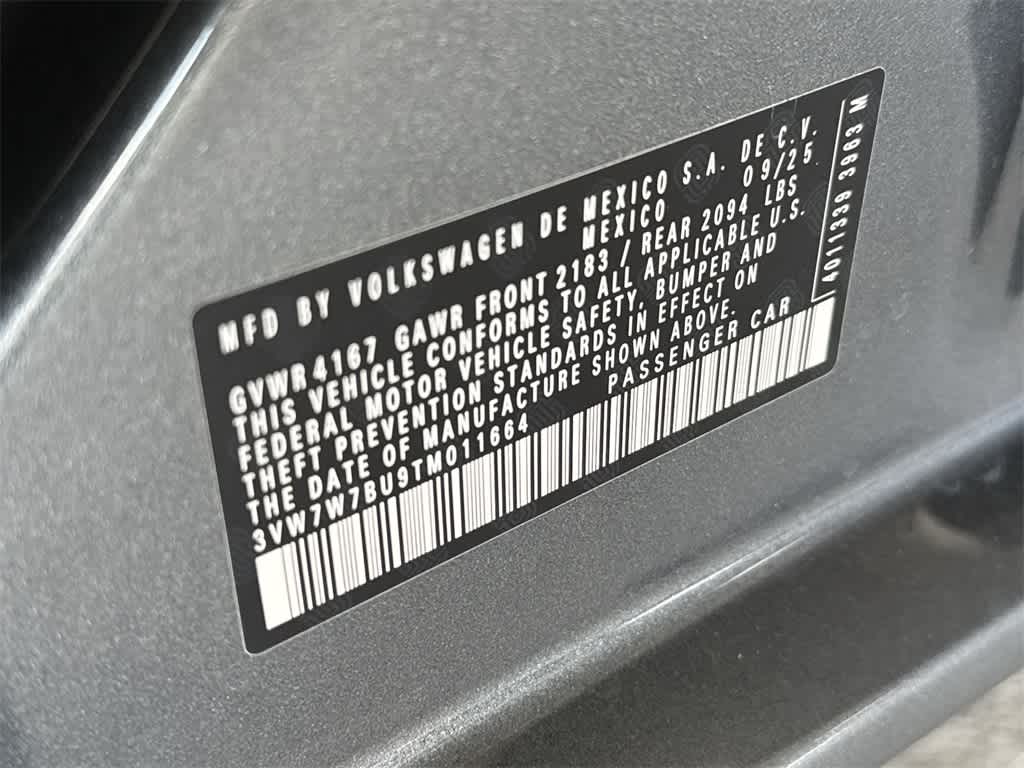 MFD BY VOLKSWAGEN DE MEXICO S.A. DE C.V.
MEXICO 09/25
GVWR 4167 GAWR FRONT 2183 / REAR 2094 LBS
THIS VEHICLE CONFORMS TO ALL APPLICABLE U.S.
FEDERAL MOTOR VEHICLE SAFETY, BUMPER AND
THEFT PREVENTION STANDARDS IN EFFECT ON
THE DATE OF MANUFACTURE SHOWN ABOVE.
3VW7W7BU9TM011664 PASSENGER CAR
4011339 3963 M